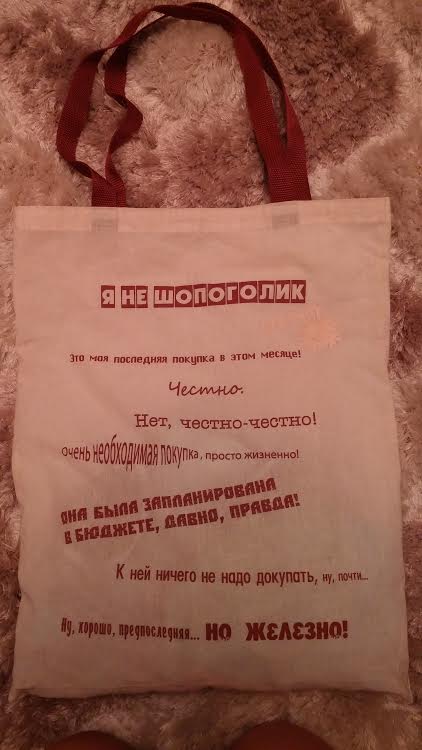 Я НЕ ШОПОГОЛИК
Это моя последняя покупка в этом месяце!
Честно.
Нет, честно-честно!
Очень необходимая покупка, просто жизненно!
ОНА БЫЛА ЗАПЛАНИРОВАНА
В БЮДЖЕТЕ, ДАВНО, ПРАВДА!
К ней ничего не надо докупать, ну, почти...
Ну, хорошо, предпоследняя... НО ЖЕЛЕЗНО!